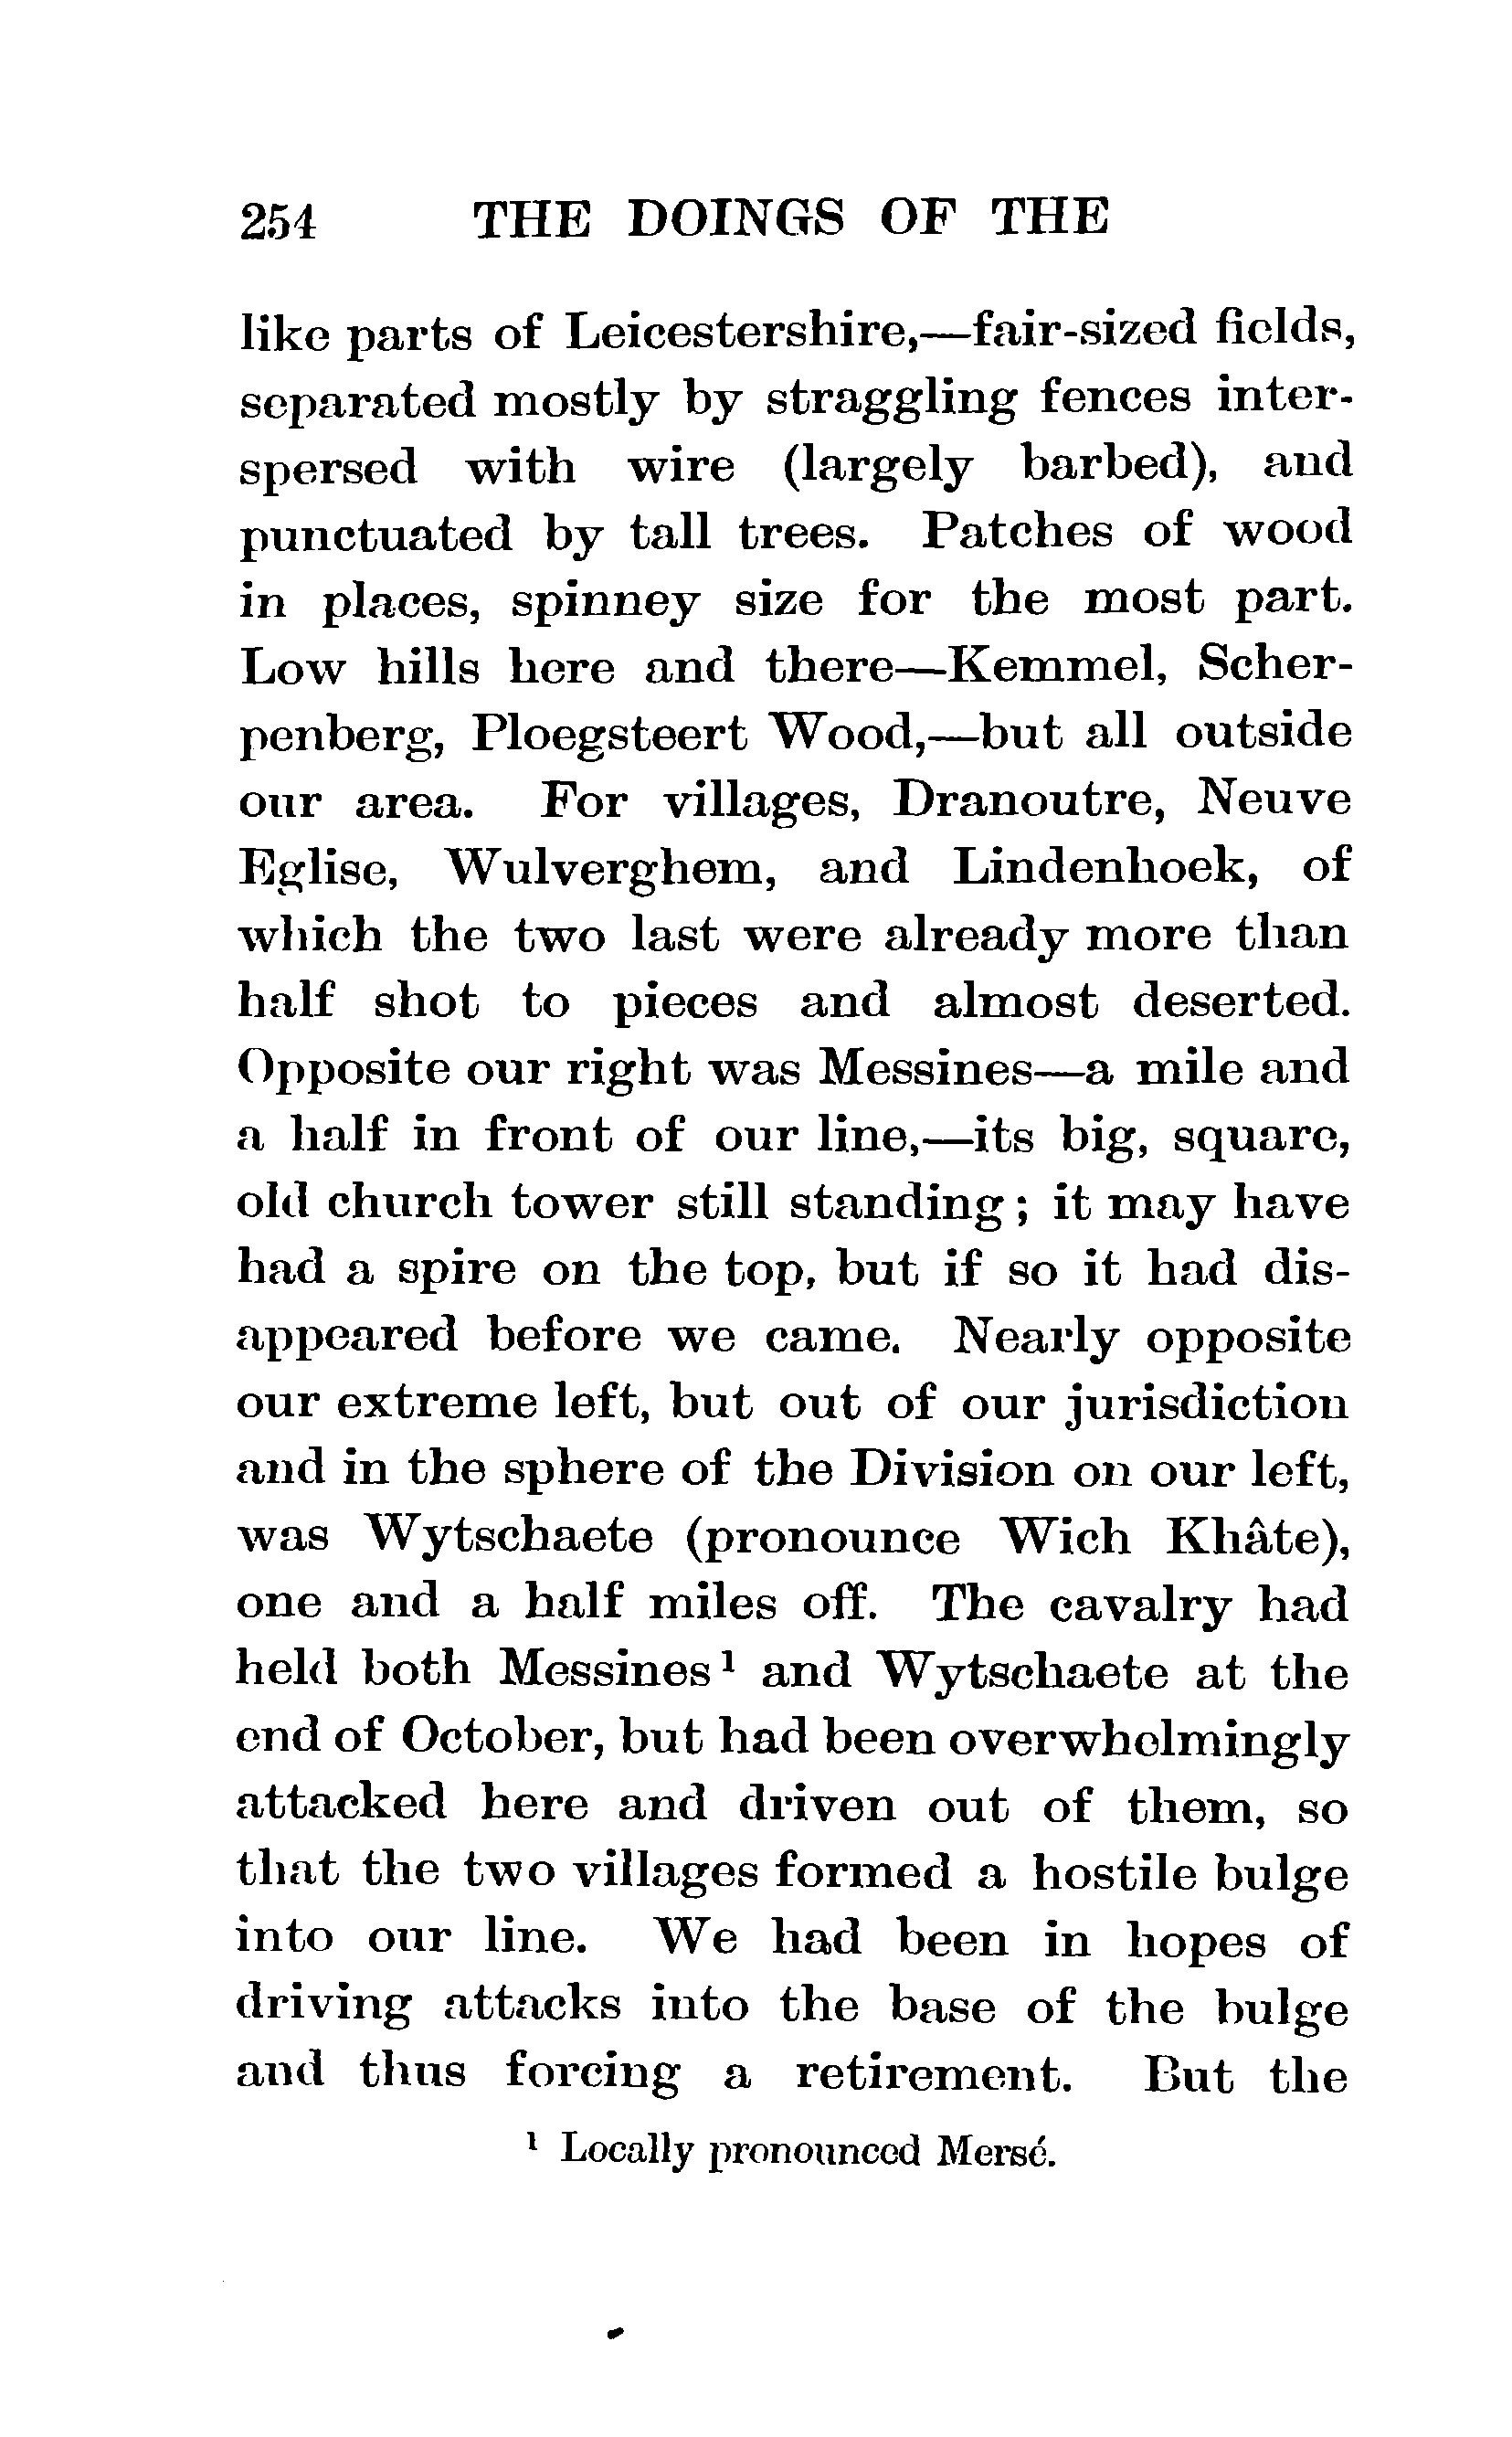 254 THE DOINGS OF THE
like parts of Leicestershire,—fair-sized fields,
separated mostly by straggling fences inter-
spersed with wire (largely barbed), and
punctuated by tall trees. Patches of wood
in places, spinney size for the most part.
Low hills here and there—Kemmel, Scher-
penberg, Ploegsteert Wood,—but all outside
our area. For villages, Dranoutre, Neuve
Eglise, Wulverghem, and Lindenhoek, of
which the two last were already more than
half shot to pieces and almost deserted.
Opposite our right was Messines—a mile and
a half in front of our line,—its big, square,
old church tower still standing; it may have
had a spire on the top, but if so it had dis-
appeared before we came. Nearly opposite
our extreme left, but out of our jurisdiction
and in the sphere of the Division on our left,
was Wytschaete (pronounce Wich Khâte),
one and a half miles off. The cavalry had
held both Messines¹ and Wytschaete at the
end of October, but had been overwhelmingly
attacked here and driven out of them, so
that the two villages formed a hostile bulge
into our line. We had been in hopes of
driving attacks into the base of the bulge
and thus forcing a retirement. But the
¹ Locally pronounced Mersé.